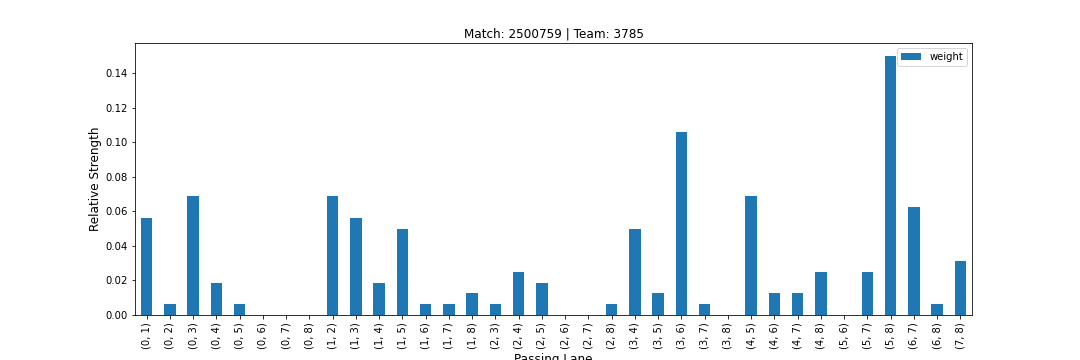 Match: 2500759 | Team: 3785
weight
Relative Strength
0.14
0.12
0.10
0.08
0.06
0.04
0.02
0.00
(0, 1) (0, 2) (0, 3) (0, 4) (0, 5) (0, 6) (0, 7) (0, 8) (1, 2) (1, 3) (1, 4) (1, 5) (1, 6) (1, 7) (1, 8) (2, 3) (2, 4) (2, 5) (2, 6) (2, 7) (2, 8) (3, 4) (3, 5) (3, 6) (3, 7) (3, 8) (4, 5) (4, 6) (4, 7) (4, 8) (5, 6) (5, 7) (5, 8) (6, 7) (6, 8) (7, 8)
Passing Lane